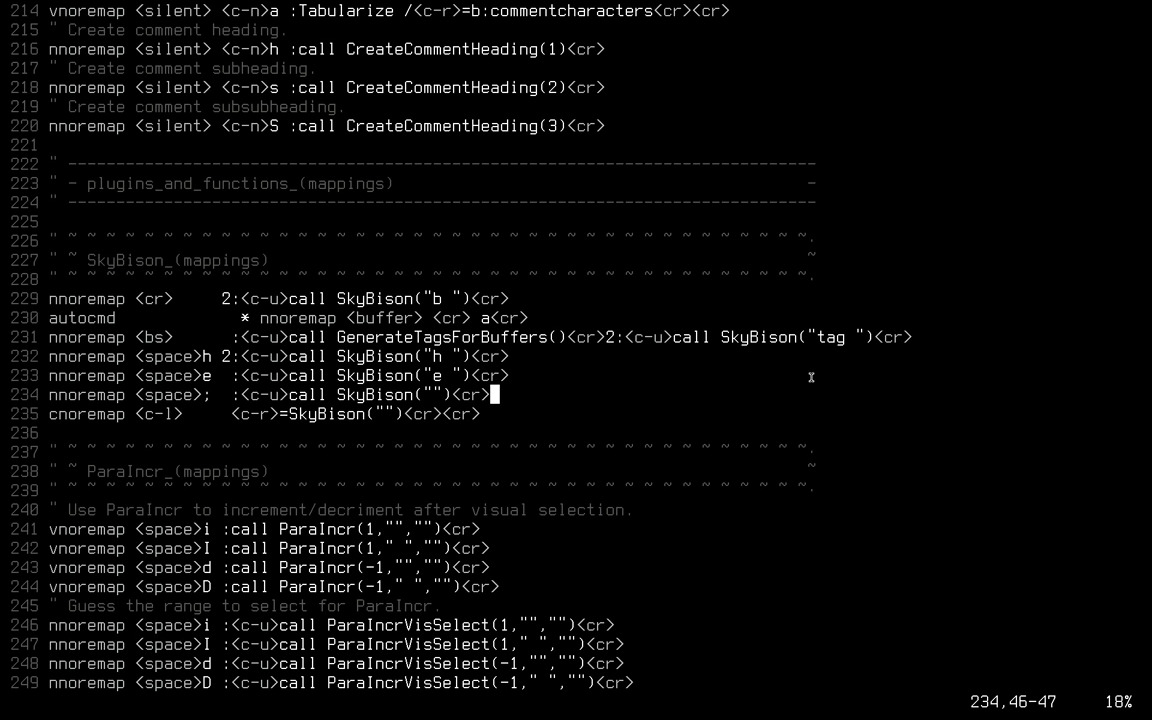 214 vnoremap <silent> <c-n>a :Tabularize /<c-r>=b:commentcharacters<cr><cr>
215 " Create comment heading.
216 nnoremap <silent> <c-n>h :call CreateCommentHeading(1)<cr>
217 " Create comment subheading.
218 nnoremap <silent> <c-n>s :call CreateCommentHeading(2)<cr>
219 " Create comment subsubheading.
220 nnoremap <silent> <c-n>S :call CreateCommentHeading(3)<cr>
221
222 " ------------------------------------------------------------------------------
223 " - plugins_and_functions_(mappings)                                           -
224 " ------------------------------------------------------------------------------
225
226 " ~ ~ ~ ~ ~ ~ ~ ~ ~ ~ ~ ~ ~ ~ ~ ~ ~ ~ ~ ~ ~ ~ ~ ~ ~ ~ ~ ~ ~ ~ ~ ~ ~ ~ ~ ~ ~ ~ ~.
227 " ~ SkyBison_(mappings)                                                        ~
228 " ~ ~ ~ ~ ~ ~ ~ ~ ~ ~ ~ ~ ~ ~ ~ ~ ~ ~ ~ ~ ~ ~ ~ ~ ~ ~ ~ ~ ~ ~ ~ ~ ~ ~ ~ ~ ~ ~ ~.
229 nnoremap <cr>     2:<c-u>call SkyBison("b ")<cr>
230 autocmd             * nnoremap <buffer> <cr> a<cr>
231 nnoremap <bs>      :<c-u>call GenerateTagsForBuffers()<cr>2:<c-u>call SkyBison("tag ")<cr>
232 nnoremap <space>h 2:<c-u>call SkyBison("h ")<cr>
233 nnoremap <space>e  :<c-u>call SkyBison("e ")<cr>
234 nnoremap <space>;  :<c-u>call SkyBison("")<cr>
235 cnoremap <c-l>     <c-r>=SkyBison("")<cr><cr>
236
237 " ~ ~ ~ ~ ~ ~ ~ ~ ~ ~ ~ ~ ~ ~ ~ ~ ~ ~ ~ ~ ~ ~ ~ ~ ~ ~ ~ ~ ~ ~ ~ ~ ~ ~ ~ ~ ~ ~ ~.
238 " ~ ParaIncr_(mappings)                                                        ~
239 " ~ ~ ~ ~ ~ ~ ~ ~ ~ ~ ~ ~ ~ ~ ~ ~ ~ ~ ~ ~ ~ ~ ~ ~ ~ ~ ~ ~ ~ ~ ~ ~ ~ ~ ~ ~ ~ ~ ~.
240 " Use ParaIncr to increment/decriment after visual selection.
241 vnoremap <space>i :call ParaIncr(1,"","")<cr>
242 vnoremap <space>I :call ParaIncr(1," ","")<cr>
243 vnoremap <space>d :call ParaIncr(-1,"","")<cr>
244 vnoremap <space>D :call ParaIncr(-1," ","")<cr>
245 " Guess the range to select for ParaIncr.
246 nnoremap <space>i :<c-u>call ParaIncrVisSelect(1,"","")<cr>
247 nnoremap <space>I :<c-u>call ParaIncrVisSelect(1," ","")<cr>
248 nnoremap <space>d :<c-u>call ParaIncrVisSelect(-1,"","")<cr>
249 nnoremap <space>D :<c-u>call ParaIncrVisSelect(-1," ","")<cr>
234,46-47     18%